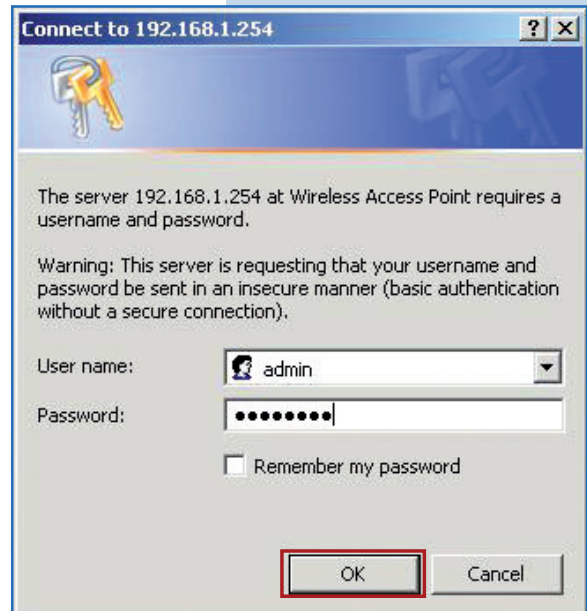 Connect to 192.168.1.254
The server 192.168.1.254 at Wireless Access Point requires a
username and password.
Warning: This server is requesting that your username and
password be sent in an insecure manner (basic authentication
without a secure connection).
User name: admin
Password: ●●●●●●●●
Remember my password
OK Cancel